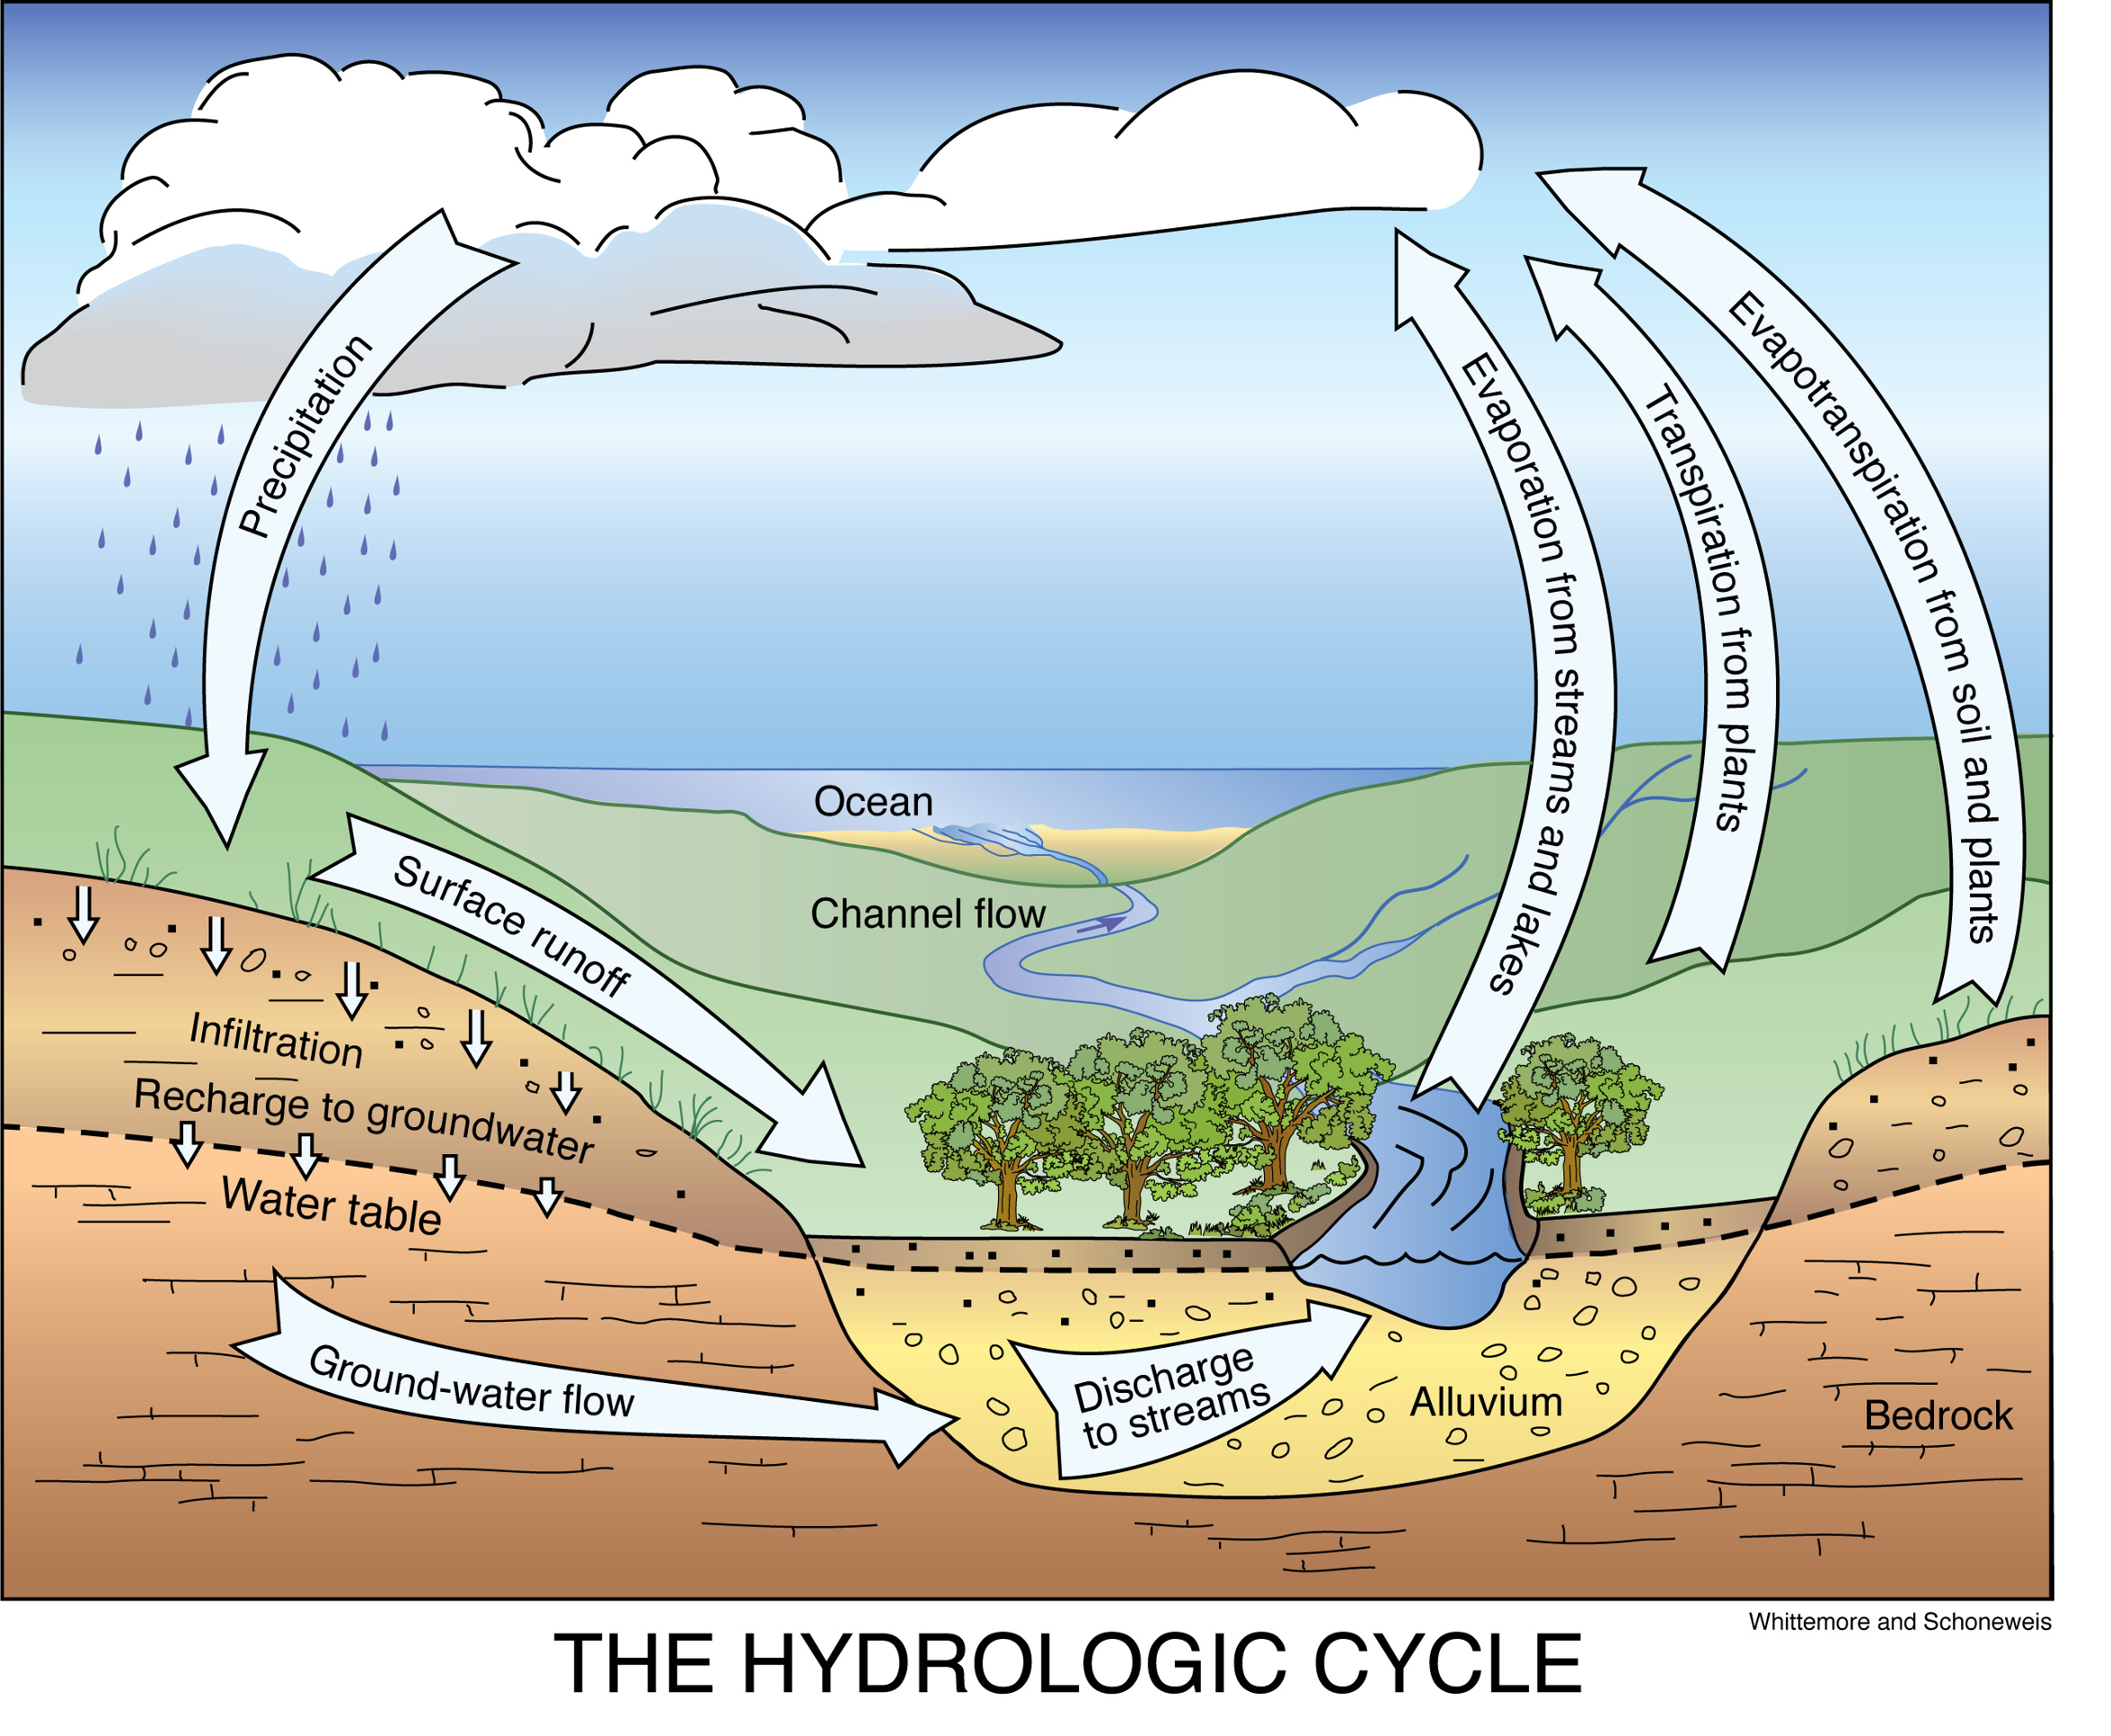 Precipitation
Evaporation from streams and lakes
Transpiration from plants
Evapotranspiration from soil and plants
Ocean
Surface runoff
Channel flow
Infiltration
Recharge to groundwater
Water table
Ground-water flow
Discharge
to streams
Alluvium
Bedrock
Whittemore and Schoneweis
THE HYDROLOGIC CYCLE